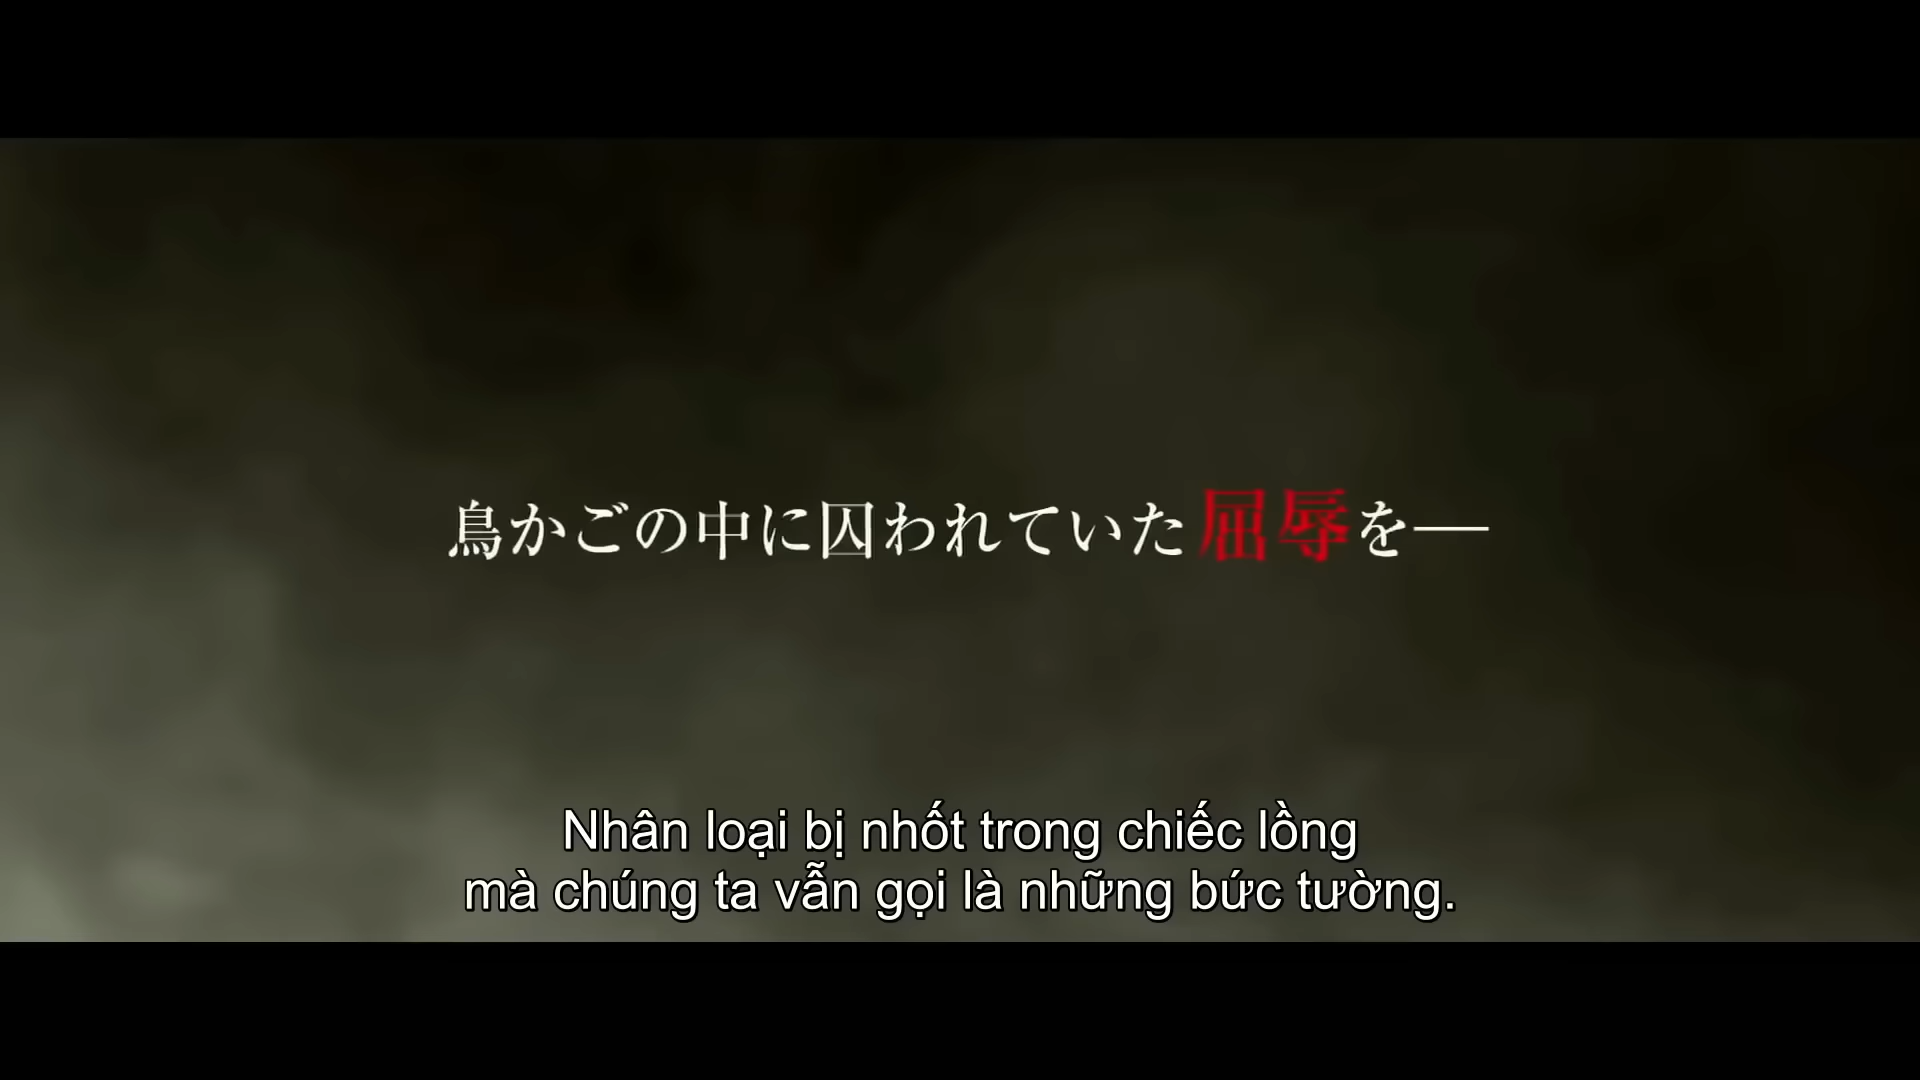 鳥かごの中に囚われていた屈辱を──
Nhân loại bị nhốt trong chiếc lồng
mà chúng ta vẫn gọi là những bức tường.